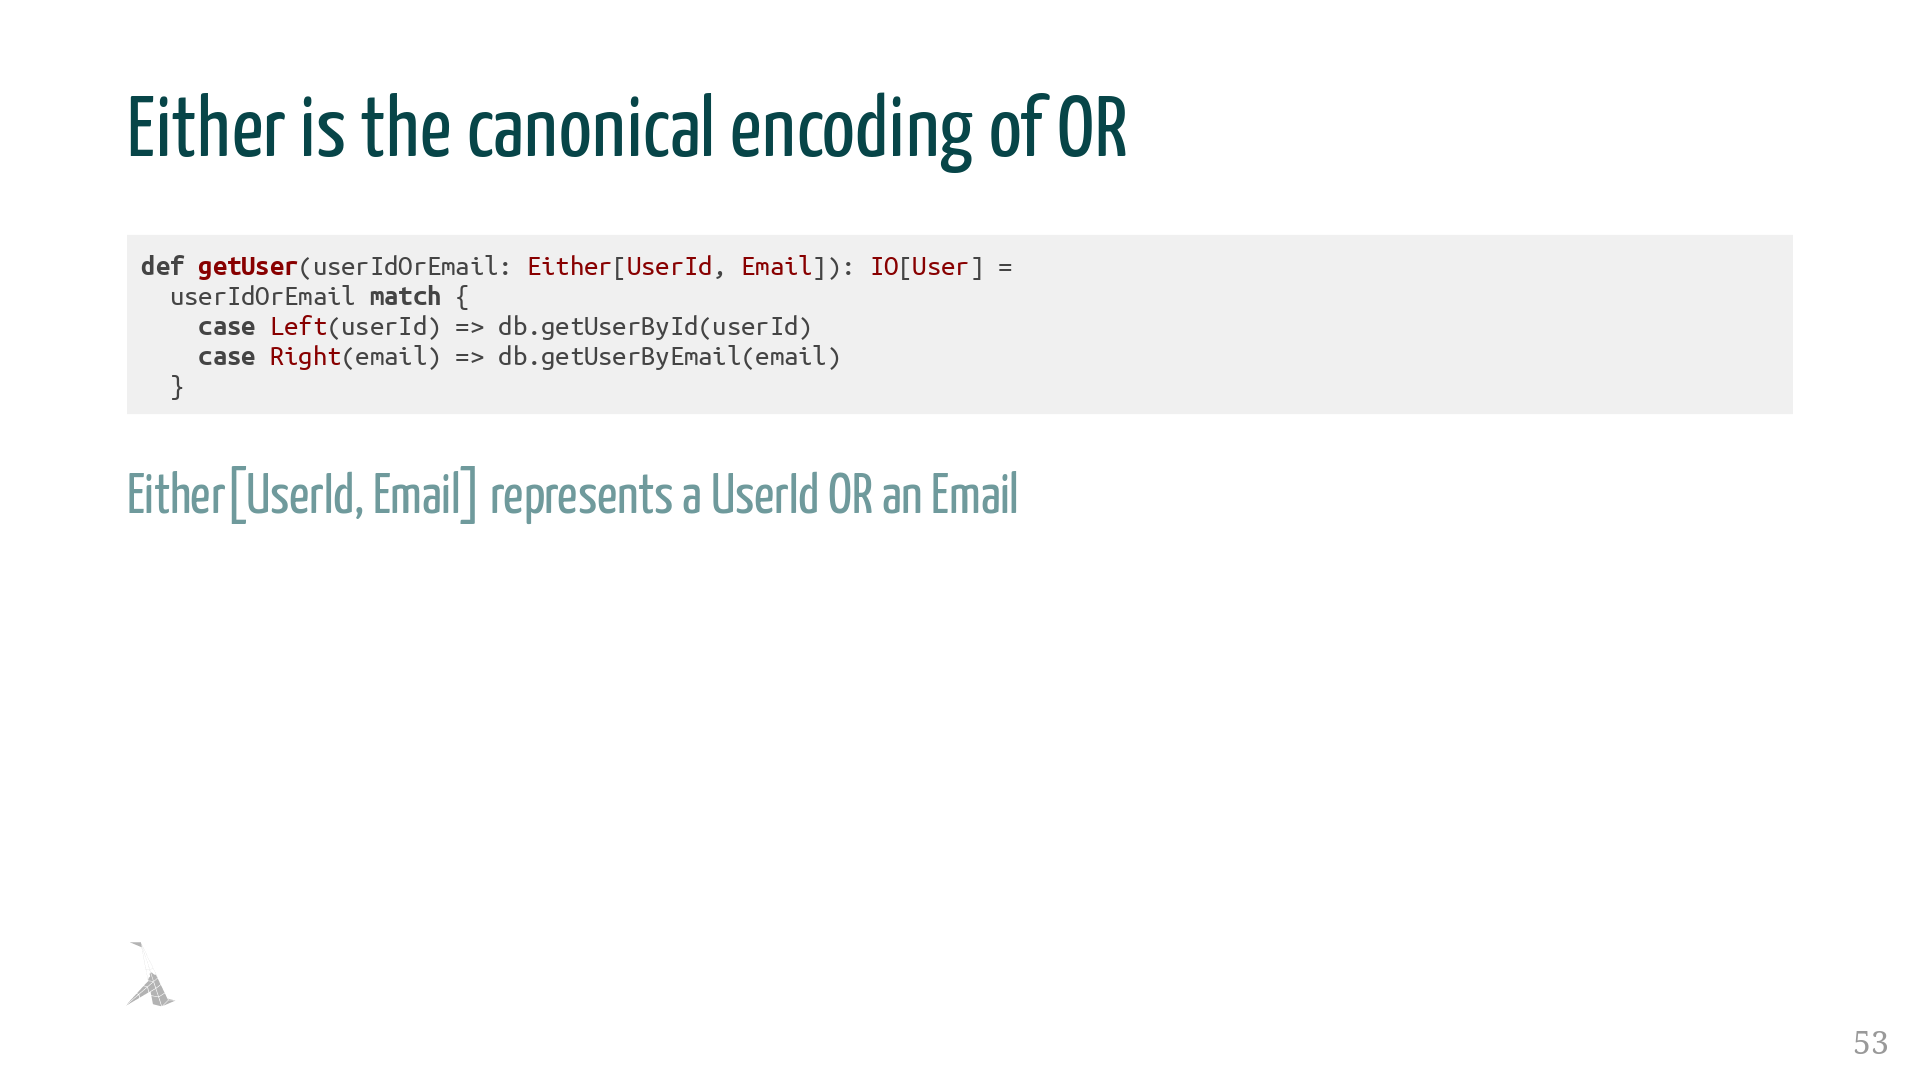 Either is the canonical encoding of OR
def getUser(userIdOrEmail: Either[UserId, Email]): IO[User] =
  userIdOrEmail match {
    case Left(userId) => db.getUserById(userId)
    case Right(email) => db.getUserByEmail(email)
  }
Either[UserId, Email] represents a UserId OR an Email
53